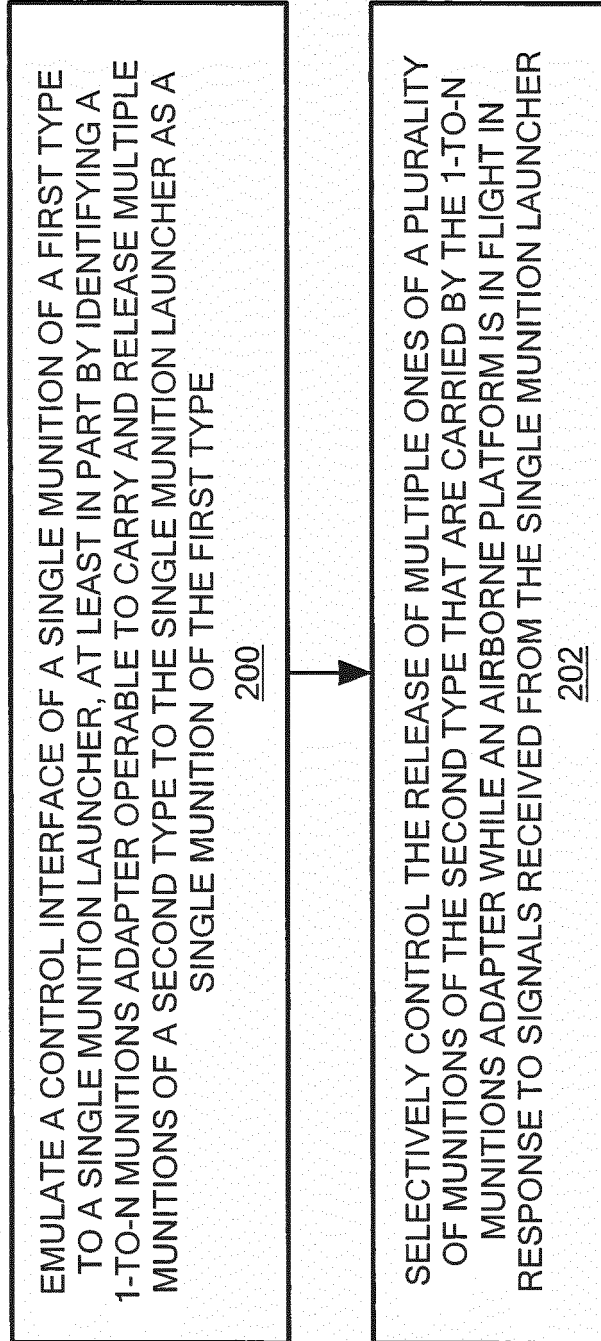 EMULATE A CONTROL INTERFACE OF A SINGLE MUNITION OF A FIRST TYPE
TO A SINGLE MUNITION LAUNCHER, AT LEAST IN PART BY IDENTIFYING A
1-TO-N MUNITIONS ADAPTER OPERABLE TO CARRY AND RELEASE MULTIPLE
MUNITIONS OF A SECOND TYPE TO THE SINGLE MUNITION LAUNCHER AS A
SINGLE MUNITION OF THE FIRST TYPE
200
SELECTIVELY CONTROL THE RELEASE OF MULTIPLE ONES OF A PLURALITY
OF MUNITIONS OF THE SECOND TYPE THAT ARE CARRIED BY THE 1-TO-N
MUNITIONS ADAPTER WHILE AN AIRBORNE PLATFORM IS IN FLIGHT IN
RESPONSE TO SIGNALS RECEIVED FROM THE SINGLE MUNITION LAUNCHER
202